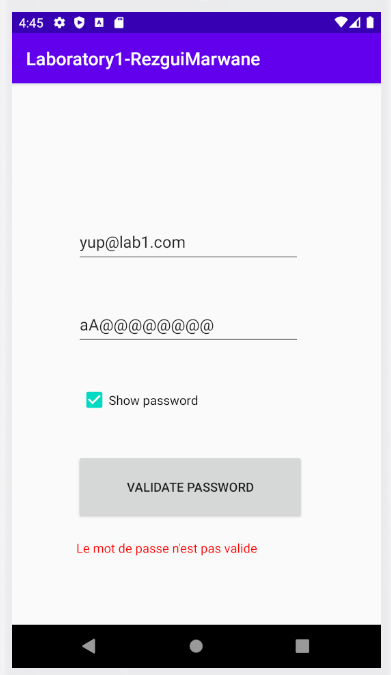 4:45
Laboratory1-RezguiMarwane
yup@lab1.com
aA@@@@@@@@
Show password
VALIDATE PASSWORD
Le mot de passe n'est pas valide